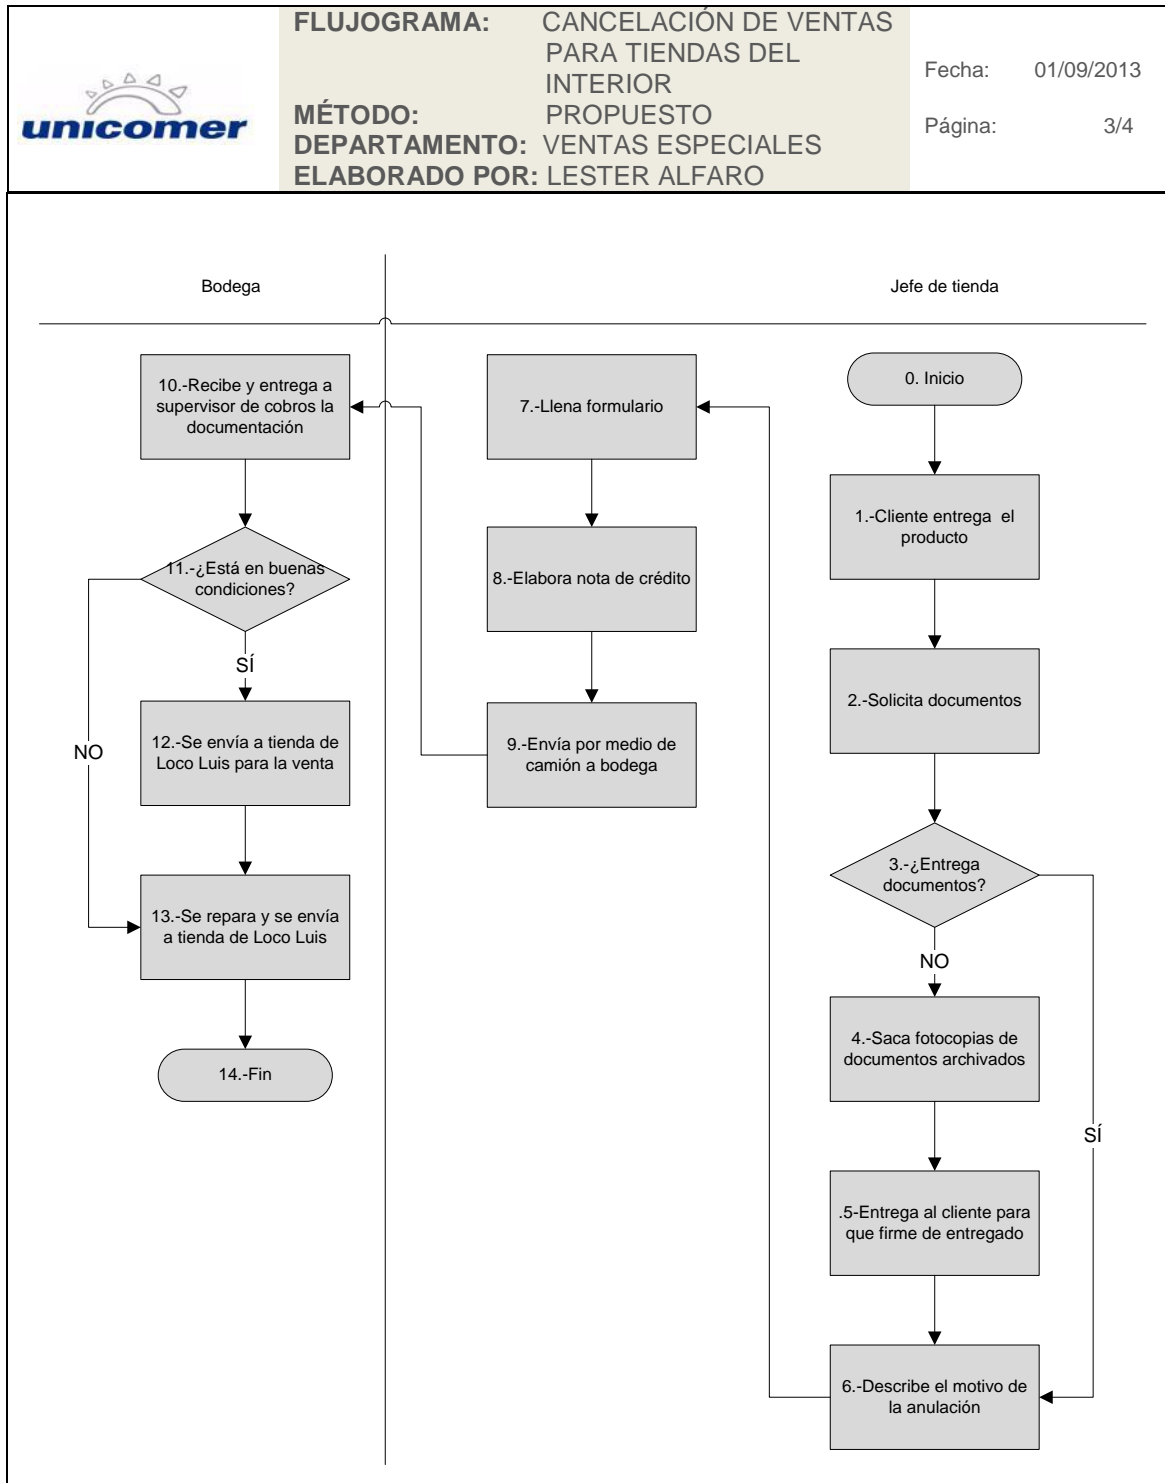 unicomer
FLUJOGRAMA: CANCELACIÓN DE VENTAS
PARA TIENDAS DEL
INTERIOR
MÉTODO: PROPUESTO
DEPARTAMENTO: VENTAS ESPECIALES
ELABORADO POR: LESTER ALFARO
Fecha: 01/09/2013
Página: 3/4
Bodega
Jefe de tienda
0. Inicio
1.-Cliente entrega el
producto
2.-Solicita documentos
3.-¿Entrega
documentos?
NO
SÍ
4.-Saca fotocopias de
documentos archivados
.5-Entrega al cliente para
que firme de entregado
6.-Describe el motivo de
la anulación
7.-Llena formulario
8.-Elabora nota de crédito
9.-Envía por medio de
camión a bodega
10.-Recibe y entrega a
supervisor de cobros la
documentación
11.-¿Está en buenas
condiciones?
SÍ
NO
12.-Se envía a tienda de
Loco Luis para la venta
13.-Se repara y se envía
a tienda de Loco Luis
14.-Fin